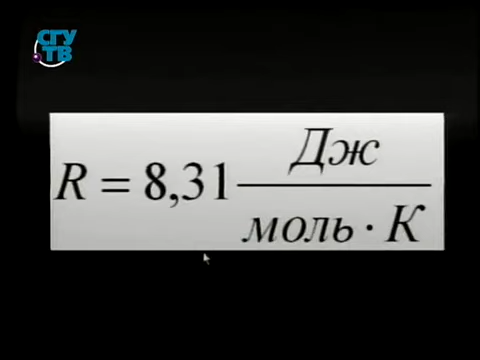 СГУ
ТВ
R = 8,31 Дж
моль · К